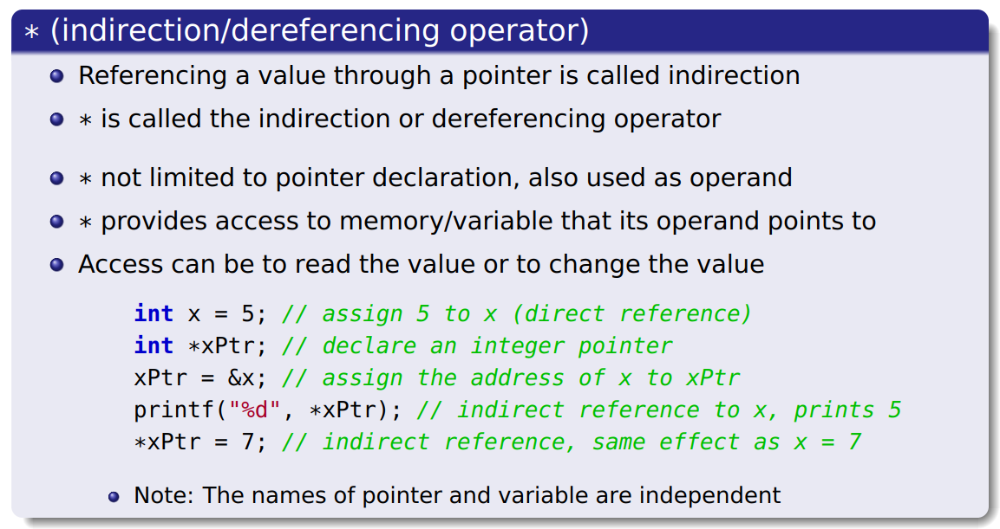 * (indirection/dereferencing operator)
Referencing a value through a pointer is called indirection
* is called the indirection or dereferencing operator
* not limited to pointer declaration, also used as operand
* provides access to memory/variable that its operand points to
Access can be to read the value or to change the value
int x = 5; // assign 5 to x (direct reference)
int *xPtr; // declare an integer pointer
xPtr = &x; // assign the address of x to xPtr
printf("%d", *xPtr); // indirect reference to x, prints 5
*xPtr = 7; // indirect reference, same effect as x = 7
Note: The names of pointer and variable are independent